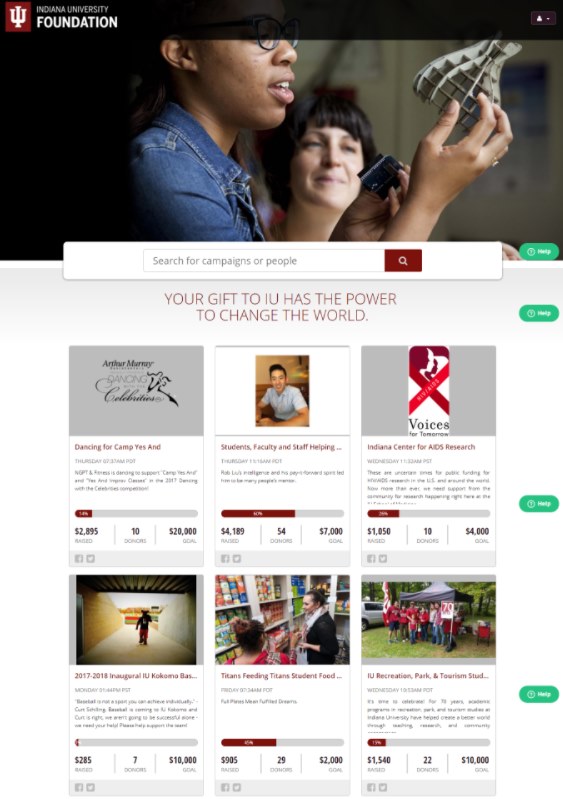 INDIANA UNIVERSITY
FOUNDATION
Help
Search for campaigns or people
YOUR GIFT TO IU HAS THE POWER
TO CHANGE THE WORLD.
Help
Arthur Murray
DANCING
Celebrities
HIV/AIDS
Voices
for Tomorrow
Dancing for Camp Yes And
Students, Faculty and Staff Helping ...
Indiana Center for AIDS Research
THURSDAY 07:37AM PDT
THURSDAY 11:16AM PDT
WEDNESDAY 11:53AM PDT
NGPT & Fitness is dancing to support "Camp Yes And"
and "Yes And Improv Classes" in the 2017 Dancing
with the Celebrities competition!
Rob Liu's intelligence and his pay-it-forward spirit led
him to be many people's mentor.
These are uncertain times for public funding for
HIV/AIDS research in the U.S. and around the world.
Now more than ever, we need support from the
community for research happening right here at the
Help
14%
60%
26%
$2,895 10 $20,000
RAISED DONORS GOAL
$4,189 54 $7,000
RAISED DONORS GOAL
$1,050 10 $4,000
RAISED DONORS GOAL
70
2017-2018 Inaugural IU Kokomo Bas...
Titans Feeding Titans Student Food ...
IU Recreation, Park, & Tourism Stud...
MONDAY 01:44PM PST
FRIDAY 07:34AM PDT
WEDNESDAY 10:53AM PDT
"Baseball is not a sport you can achieve individually." -
Curt Schilling. Baseball is coming to IU Kokomo and
Curt is right, we aren't going to be successful alone -
we need your help! Please help support the team!
Full Plates Mean Fulfilled Dreams.
It's time to celebrate! For 70 years, academic
programs in recreation, park, and tourism studies at
Indiana University have helped create a better world
through teaching, research, and community
Help
45%
15%
$285 7 $10,000
RAISED DONORS GOAL
$905 29 $2,000
RAISED DONORS GOAL
$1,540 22 $10,000
RAISED DONORS GOAL